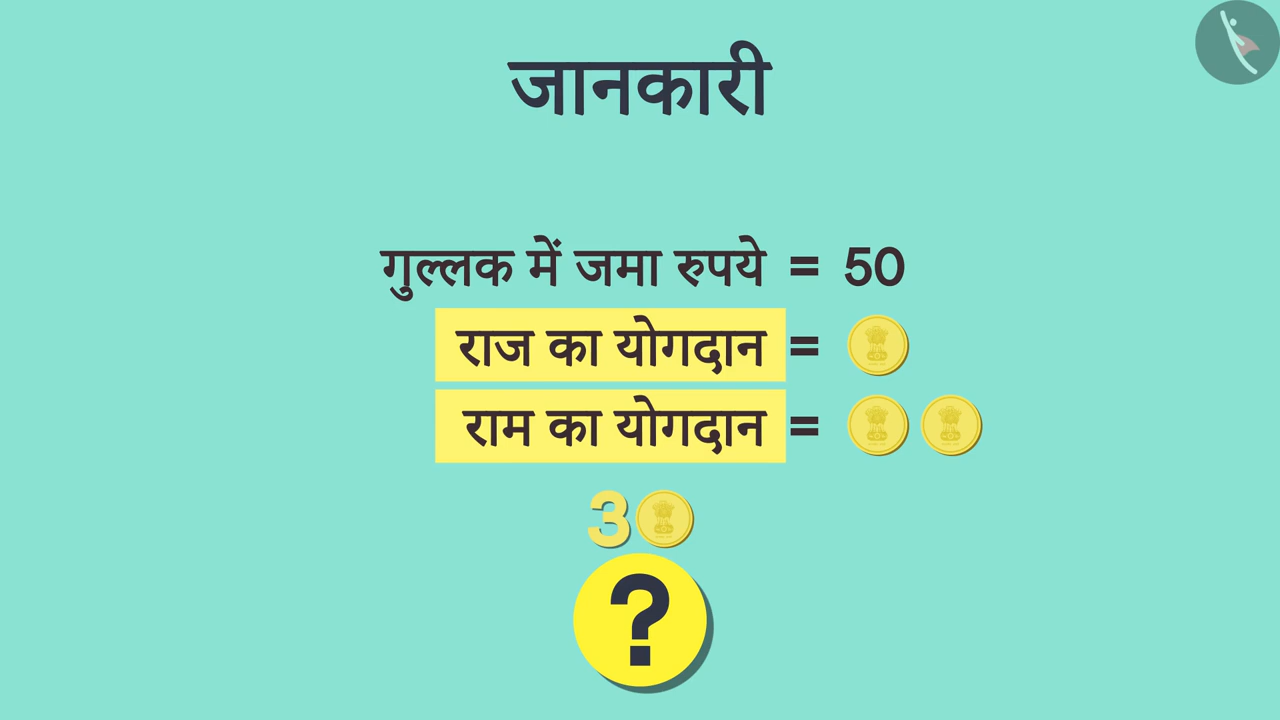 जानकारी
गुल्लक में जमा रुपये = 50
राज का योगदान =
राम का योगदान =
3
?